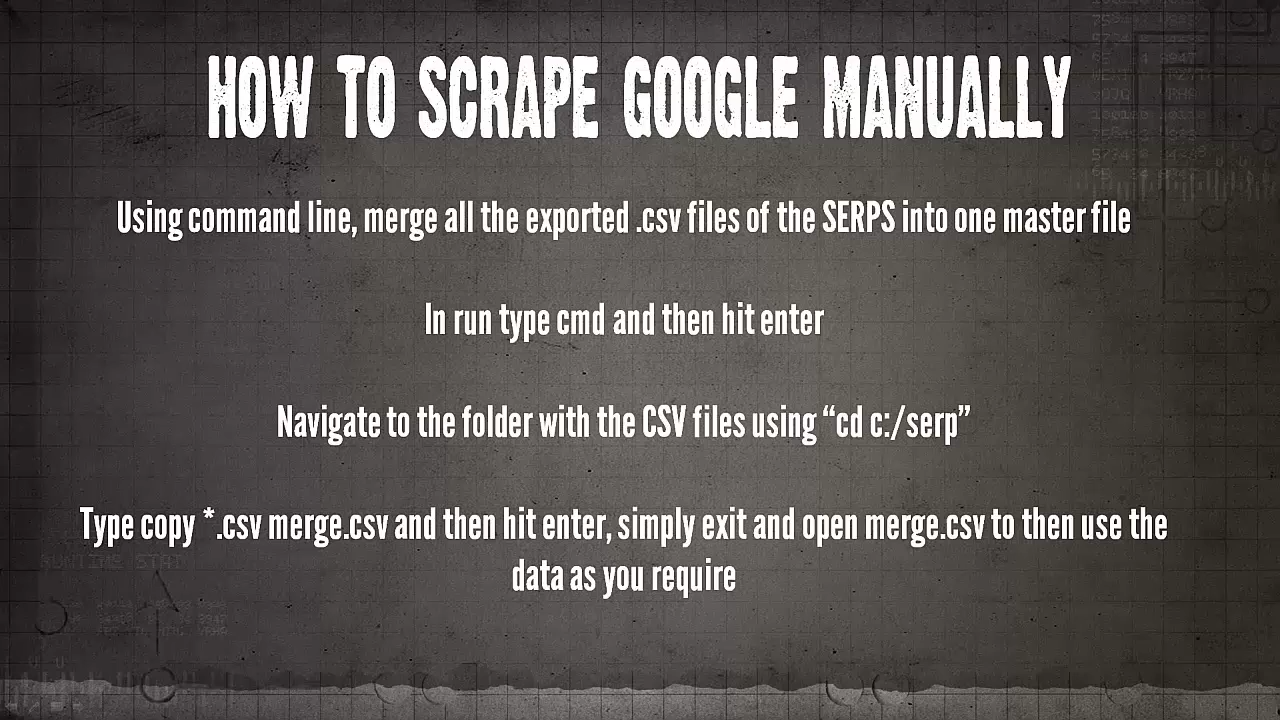 HOW TO SCRAPE GOOGLE MANUALLY
Using command line, merge all the exported .csv files of the SERPS into one master file
In run type cmd and then hit enter
Navigate to the folder with the CSV files using “cd c:/serp”
Type copy *.csv merge.csv and then hit enter, simply exit and open merge.csv to then use the
data as you require